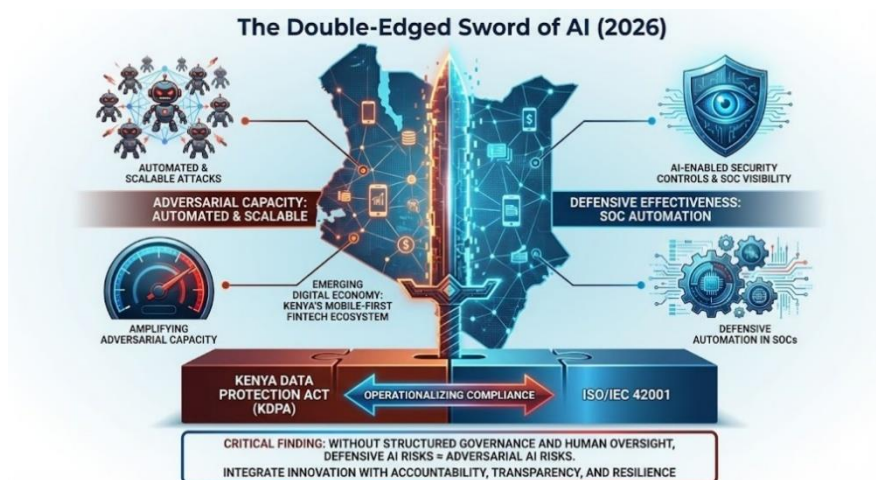 The Double-Edged Sword of AI (2026)
AUTOMATED &
SCALABLE ATTACKS
AI-ENABLED SECURITY
CONTROLS & SOC VISIBILITY
ADVERSARIAL CAPACITY:
AUTOMATED & SCALABLE
DEFENSIVE EFFECTIVENESS:
SOC AUTOMATION
EMERGING
DIGITAL ECONOMY:
KENYA'S MOBILE-FIRST
FINTECH ECOSYSTEM
AMPLIFYING
ADVERSARIAL CAPACITY
DEFENSIVE
AUTOMATION IN SOCs
KENYA DATA
PROTECTION ACT
(KDPA)
OPERATIONALIZING COMPLIANCE
ISO/IEC 42001
CRITICAL FINDING: WITHOUT STRUCTURED GOVERNANCE AND HUMAN OVERSIGHT,
DEFENSIVE AI RISKS ≈ ADVERSARIAL AI RISKS.
INTEGRATE INNOVATION WITH ACCOUNTABILITY, TRANSPARENCY, AND RESILIENCE